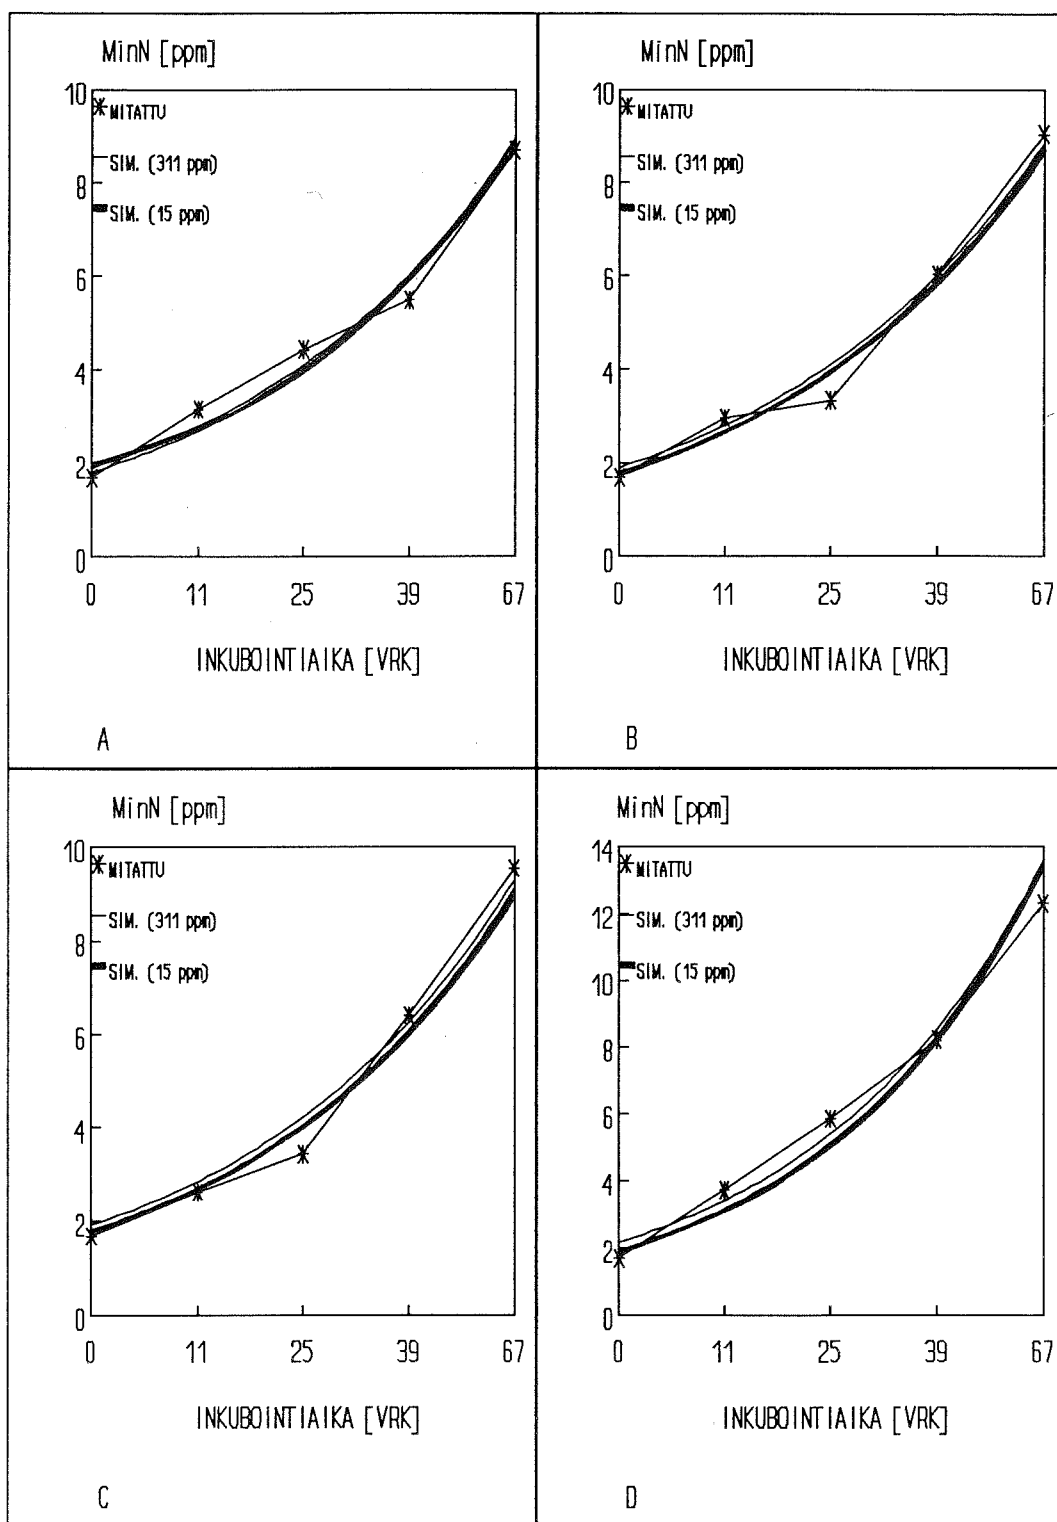 MinN [ppm]
10
MITATTU
SIM. (311 ppm)
8
SIM. (15 ppm)
6
4
2
0
0 11 25 39 67
INKUBOINTIAIKA [VRK]
A
MinN [ppm]
10
MITATTU
SIM. (311 ppm)
8
SIM. (15 ppm)
6
4
2
0
0 11 25 39 67
INKUBOINTIAIKA [VRK]
B
MinN [ppm]
10
MITATTU
SIM. (311 ppm)
8
SIM. (15 ppm)
6
4
2
0
0 11 25 39 67
INKUBOINTIAIKA [VRK]
C
MinN [ppm]
14
MITATTU
12
SIM. (311 ppm)
10
SIM. (15 ppm)
8
6
4
2
0
0 11 25 39 67
INKUBOINTIAIKA [VRK]
D